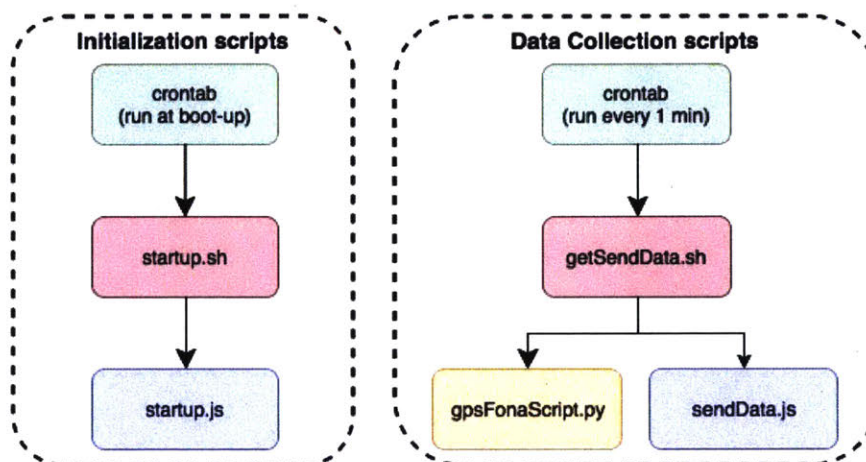 Initialization scripts
crontab
(run at boot-up)
startup.sh
startup.js
Data Collection scripts
crontab
(run every 1 min)
getSendData.sh
gpsFonaScript.py
sendData.js